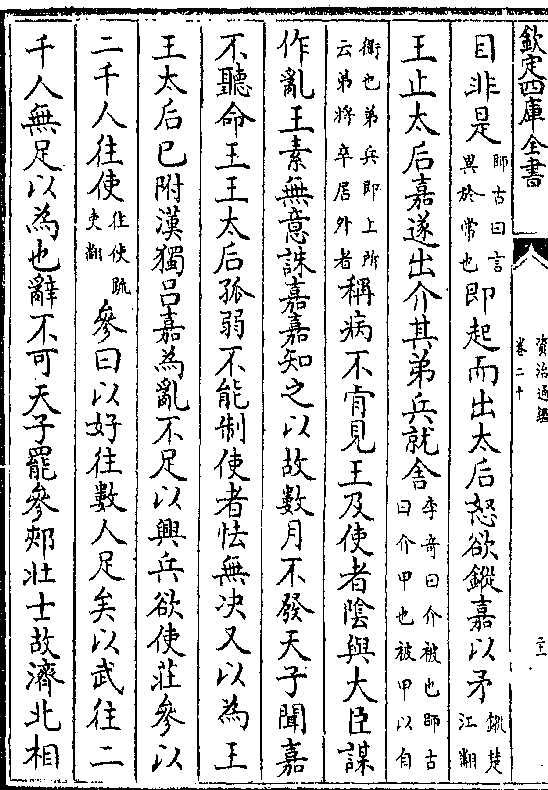 欽定四庫全書
資治通鑑
卷二十
二十
目非是師古曰言異於常也即起而出太后怒欲鏦嘉以矛鏦楚江翻
王止太后嘉遂出介其弟兵就舍李奇曰介被也師古曰介甲也被甲以自
衛也弟兵即上所云弟將卒居外者稱病不肯見王及使者陰與大臣謀
作亂王素無意誅嘉嘉知之以故數月不發天子聞嘉
不聽命王王太后孤弱不能制使者怯無決又以為王
王太后已附漢獨吕嘉為亂不足以興兵欲使莊參以
二千人往使往使疏吏翻參曰以好往數人足矣以武往二
千人無足以為也辭不可天子罷參郟壯士故濟北相